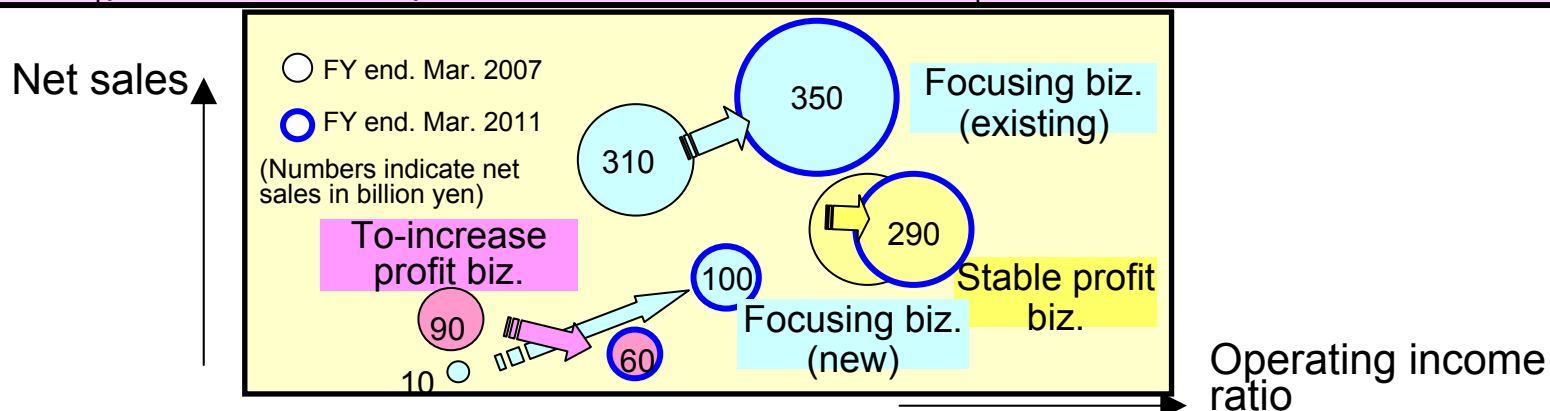 Net sales
FY end. Mar. 2007
FY end. Mar. 2011
(Numbers indicate net
sales in billion yen)
350
Focusing biz.
(existing)
310
To-increase
profit biz.
290
Stable profit
biz.
100
Focusing biz.
(new)
90
60
10
Operating income
ratio